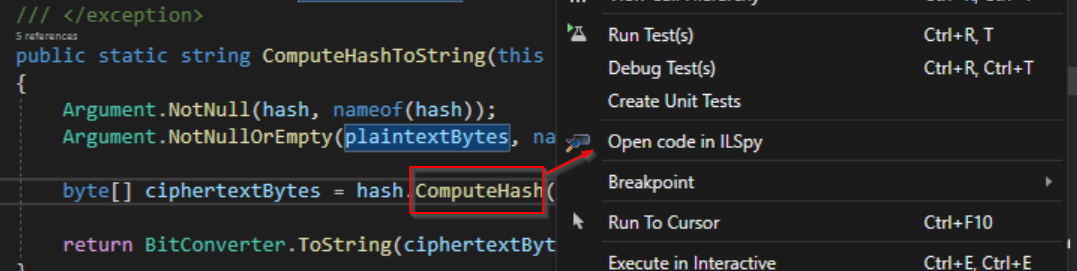 /// </exception>
5 references
public static string ComputeHashToString(this
{
Argument.NotNull(hash, nameof(hash));
Argument.NotNullOrEmpty(plaintextBytes, na
byte[] ciphertextBytes = hash.ComputeHash(
return BitConverter.ToString(ciphertextByt
}
Run Test(s) Ctrl+R, T
Debug Test(s) Ctrl+R, Ctrl+T
Create Unit Tests
Open code in ILSpy
Breakpoint
Run To Cursor Ctrl+F10
Execute in Interactive Ctrl+E, Ctrl+E